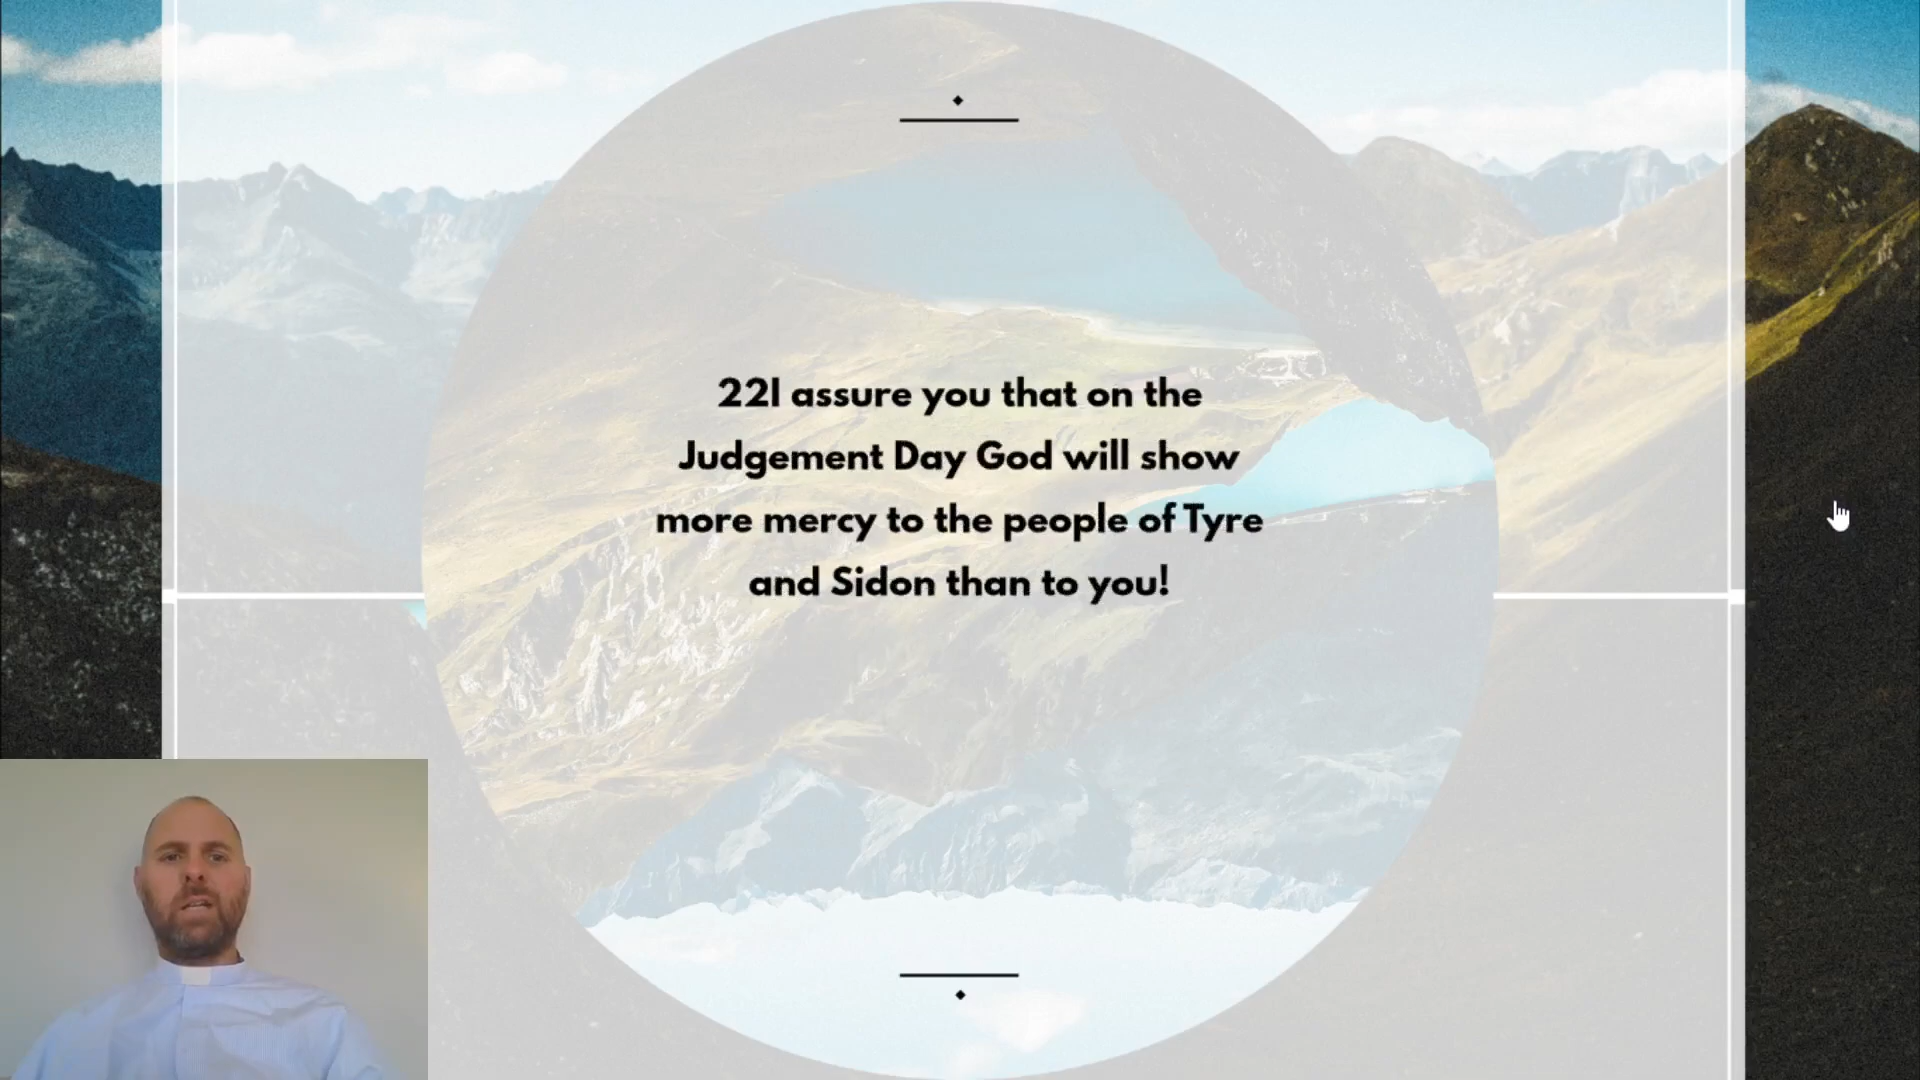 22I assure you that on the
Judgement Day God will show
more mercy to the people of Tyre
and Sidon than to you!